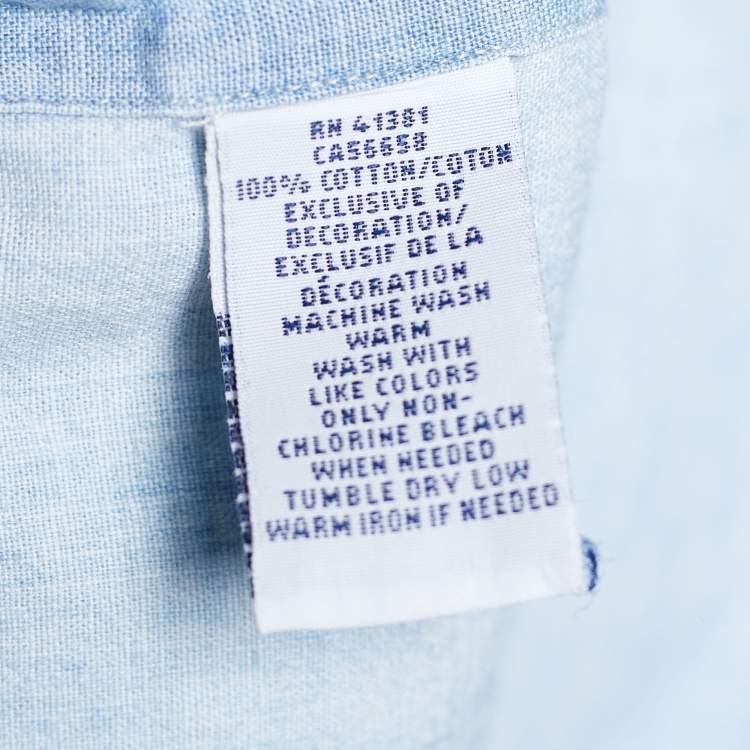 RN 41381
CA56658
100% COTTON/COTON
EXCLUSIVE OF
DECORATION/
EXCLUSIF DE LA
DÉCORATION
MACHINE WASH
WARM
WASH WITH
LIKE COLORS
ONLY NON-
CHLORINE BLEACH
WHEN NEEDED
TUMBLE DRY LOW
WARM IRON IF NEEDED